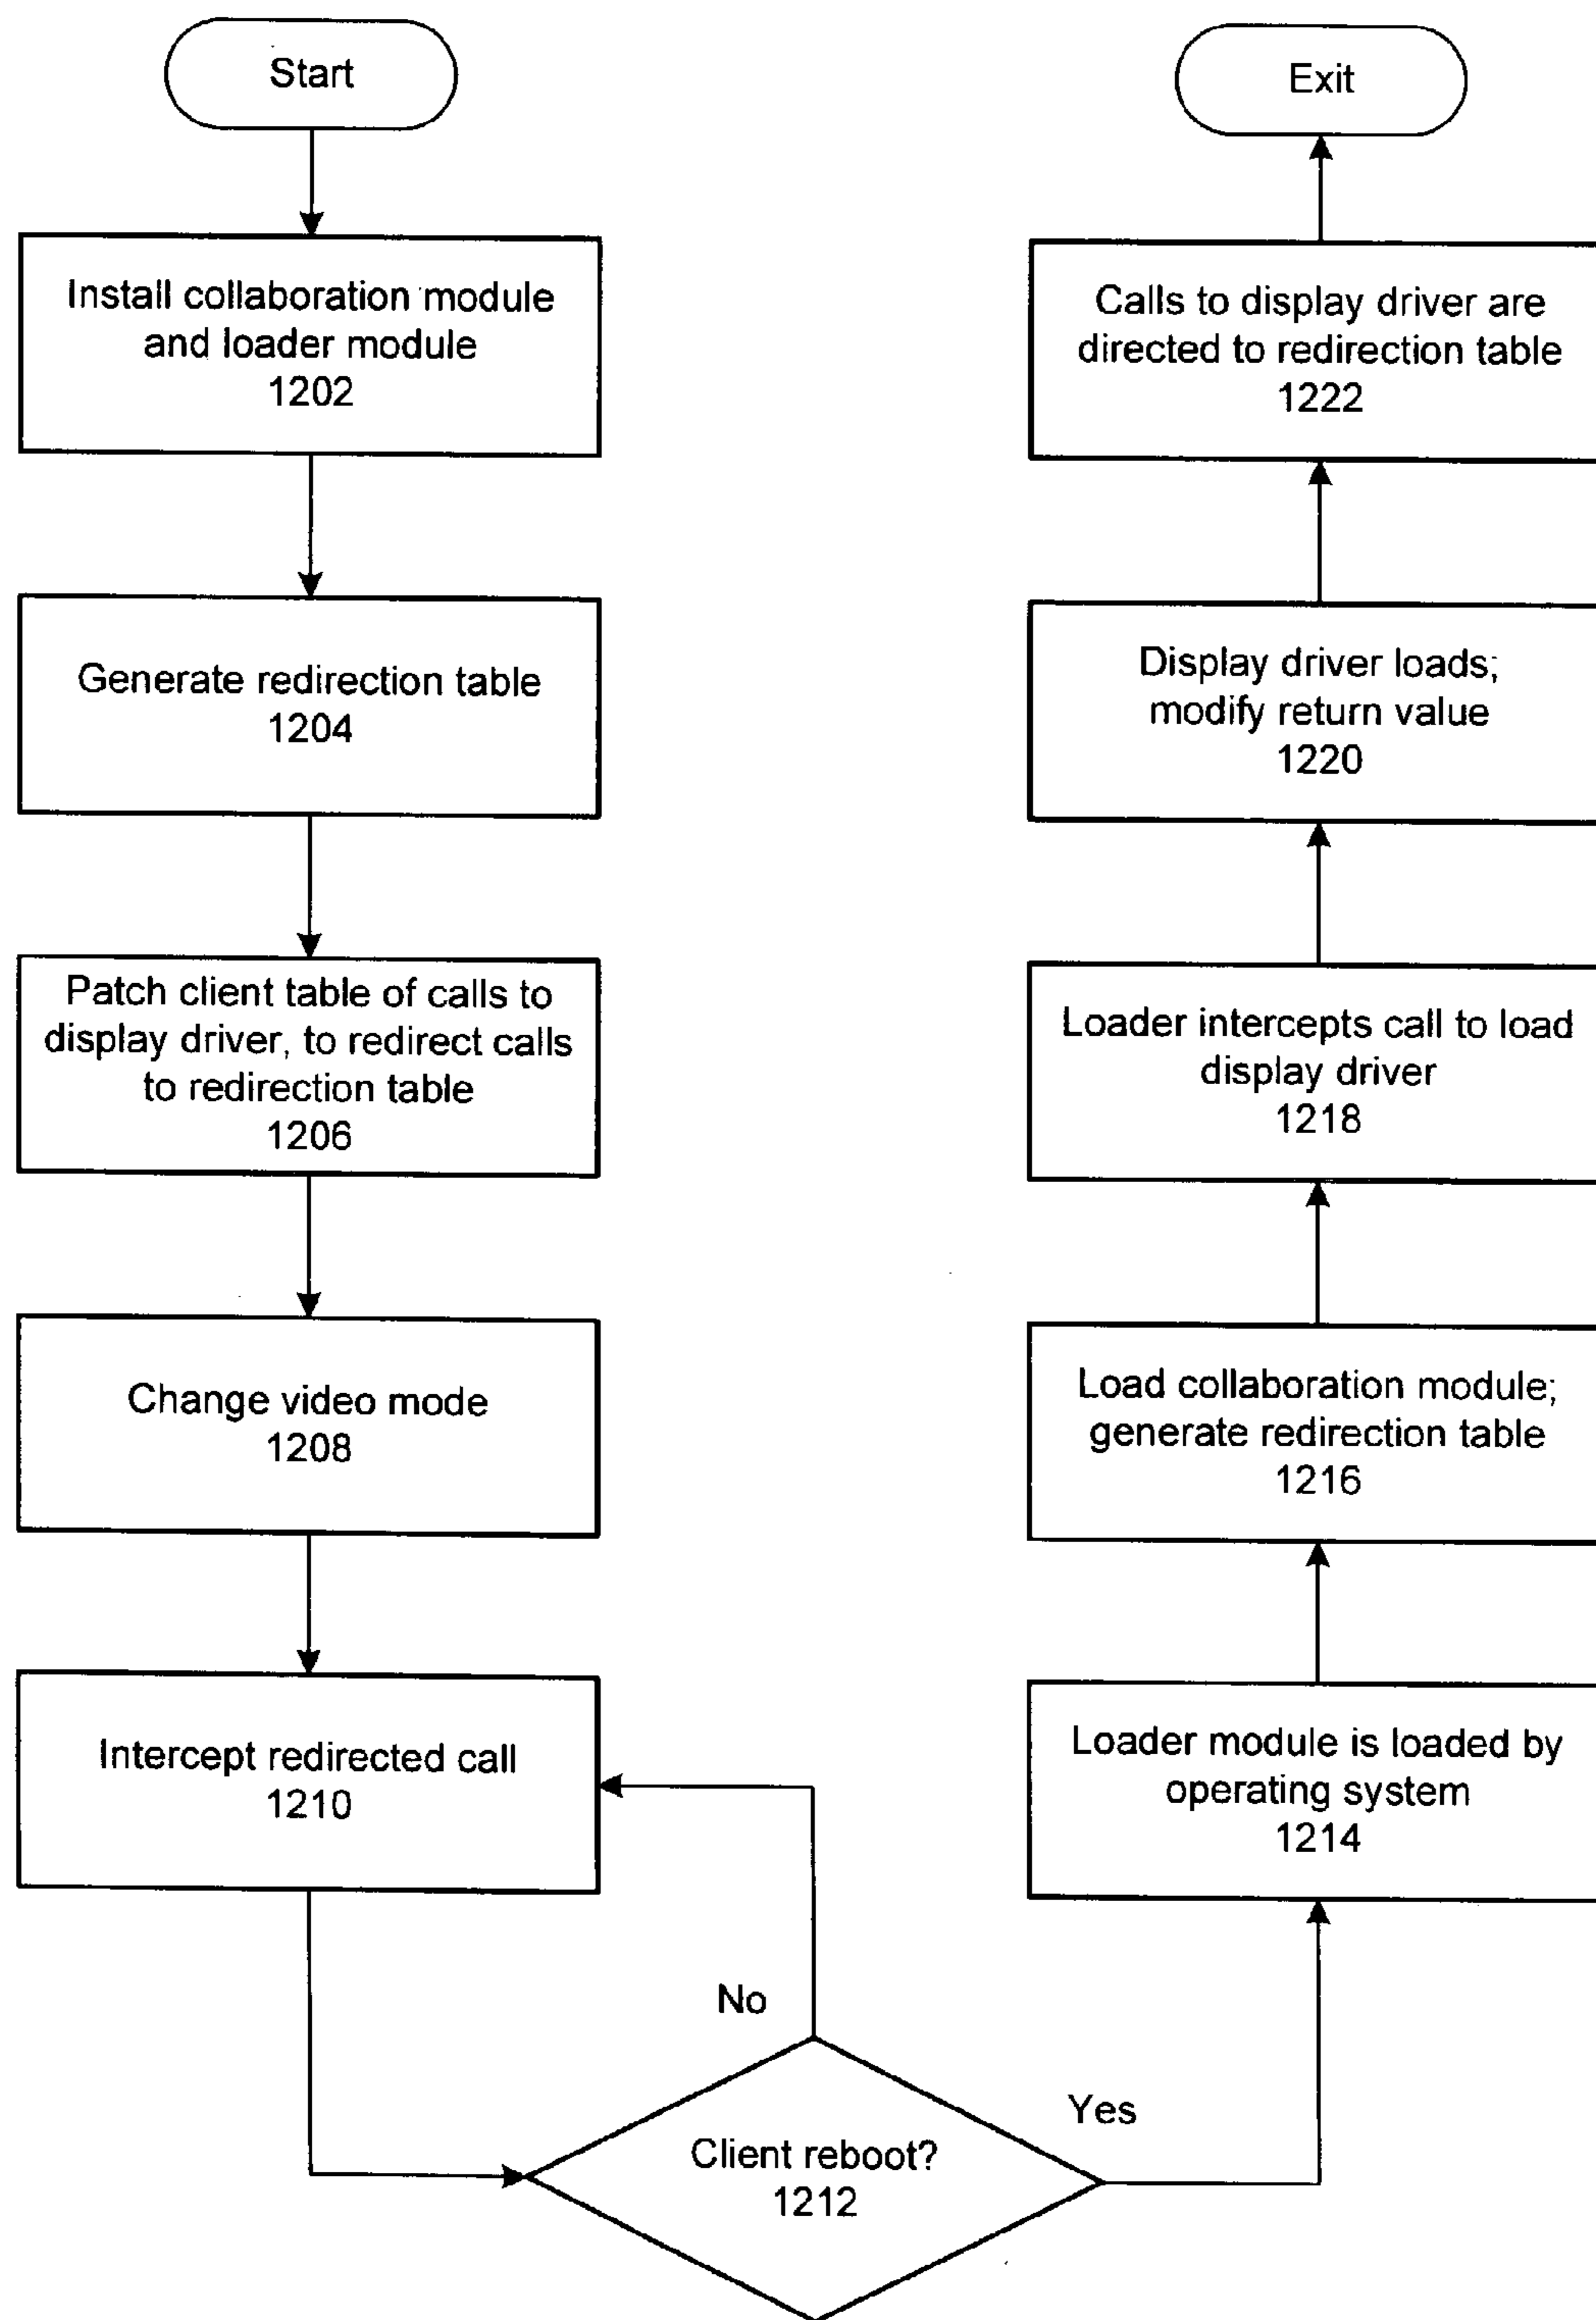 Start
Install collaboration module
and loader module
1202
Generate redirection table
1204
Patch client table of calls to
display driver, to redirect calls
to redirection table
1206
Change video mode
1208
Intercept redirected call
1210
No
Client reboot?
1212
Yes
Loader module is loaded by
operating system
1214
Load collaboration module;
generate redirection table
1216
Loader intercepts call to load
display driver
1218
Display driver loads;
modify return value
1220
Calls to display driver are
directed to redirection table
1222
Exit